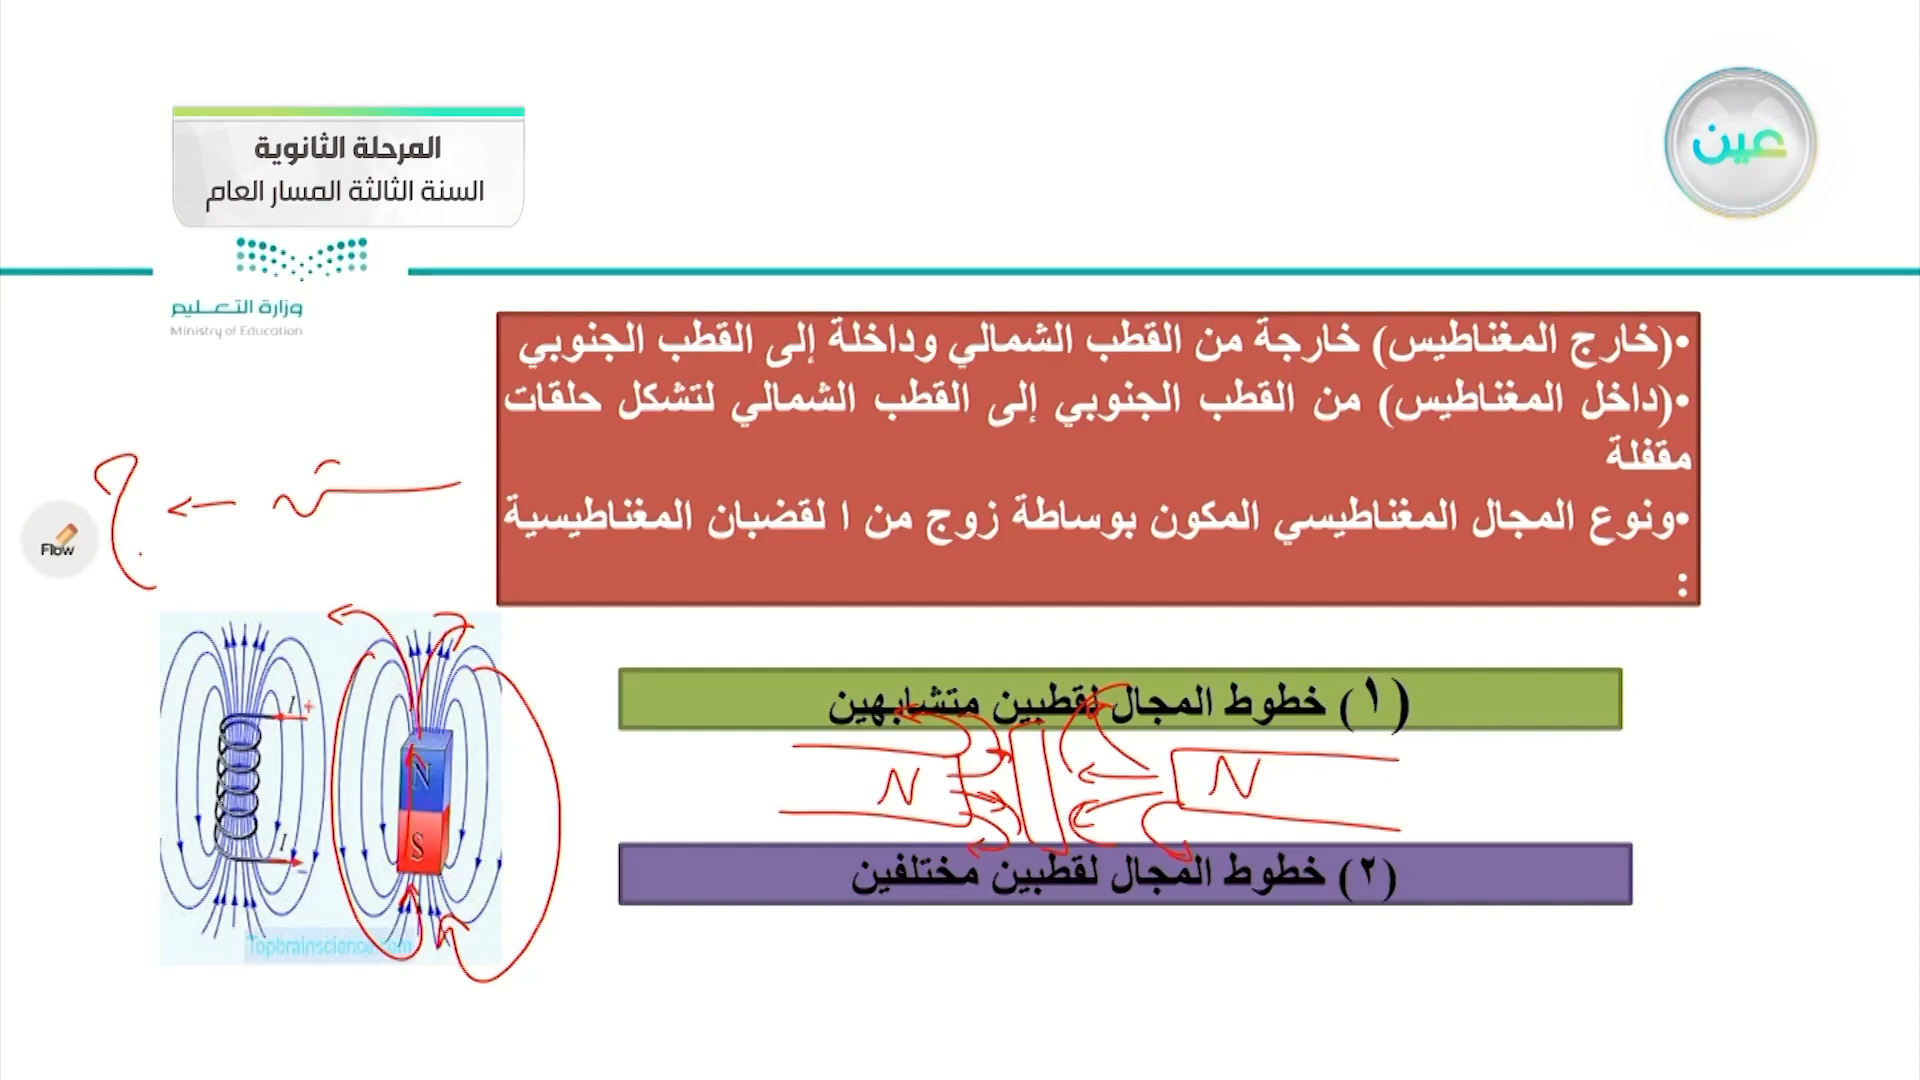 عين
المرحلة الثانوية
السنة الثالثة المسار العام
وزارة التعـــليم
Ministry of Education
•(خارج المغناطيس) خارجة من القطب الشمالي وداخلة إلى القطب الجنوبي
•(داخل المغناطيس) من القطب الجنوبي إلى القطب الشمالي لتشكل حلقات
مقفلة
•ونوع المجال المغناطيسي المكون بوساطة زوج من ا لقضبان المغناطيسية
:
ش ← ج
Flow
(١) خطوط المجال لقطبين متشابهين
N N
(٢) خطوط المجال لقطبين مختلفين
I +
N
S
I -
Topbrainscience.com